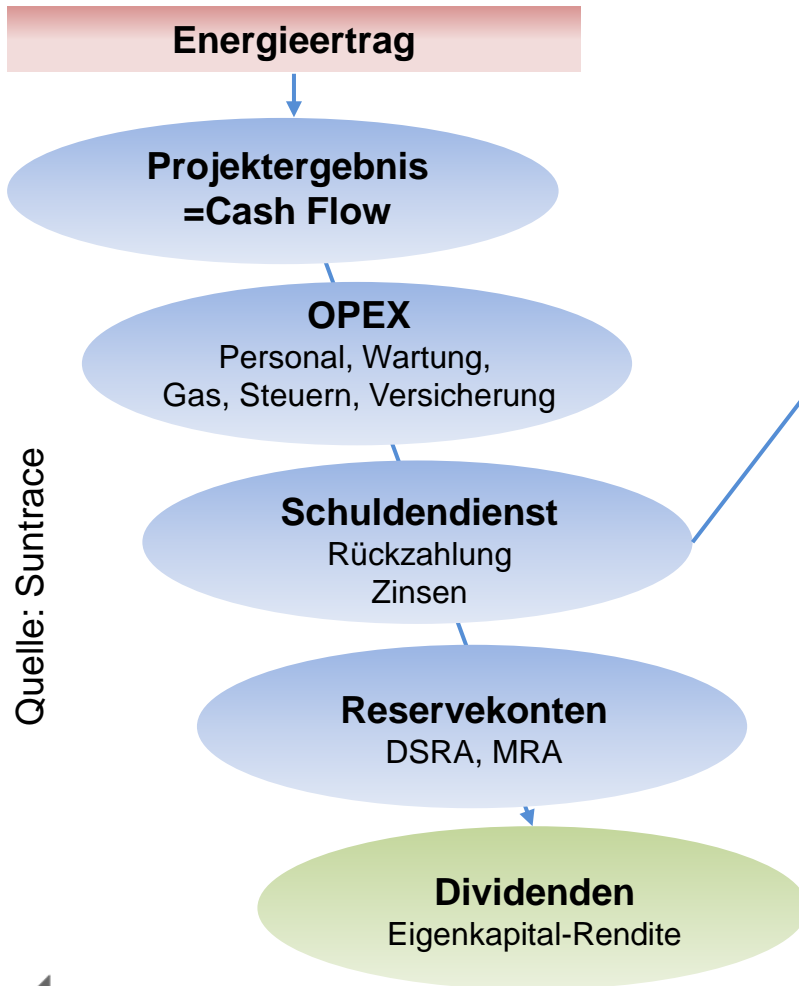 Energieertrag
Projektergebnis
=Cash Flow
OPEX
Personal, Wartung,
Gas, Steuern, Versicherung
Schuldendienst
Rückzahlung
Zinsen
Reservekonten
DSRA, MRA
Dividenden
Eigenkapital-Rendite
Quelle: Suntrace